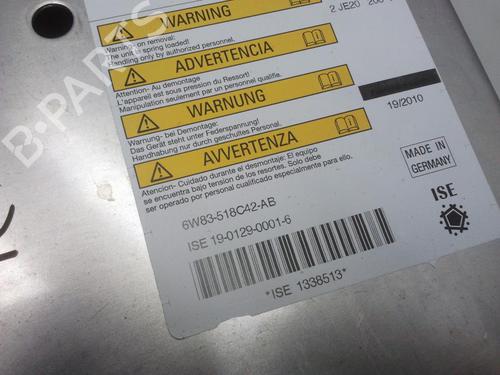 WARNING
Warning- on removal:
The unit is spring loaded!
Handling only by authorized personnel.
ADVERTENCIA
Attention- Au demontage
L'appareil est sous pression du Ressort!
Manipulation seulement par un personnel qualifie.
WARNUNG
Warnung- bei Demontage:
Das Gerät steht unter Federspannung!
Handhabung nur durch geschultes Personal.
AVVERTENZA
Atencion- Cuidado durante el desmontaje: El equipo
se encuentra bajo tension de los resortes. Solo debe
ser operado por personal cualificado especialmente para ello.
2 JE20
19/2010
MADE IN
GERMANY
ISE
6W83-518C42-AB
ISE 19-0129-0001-6
*ISE 1338513*
B-PARTS